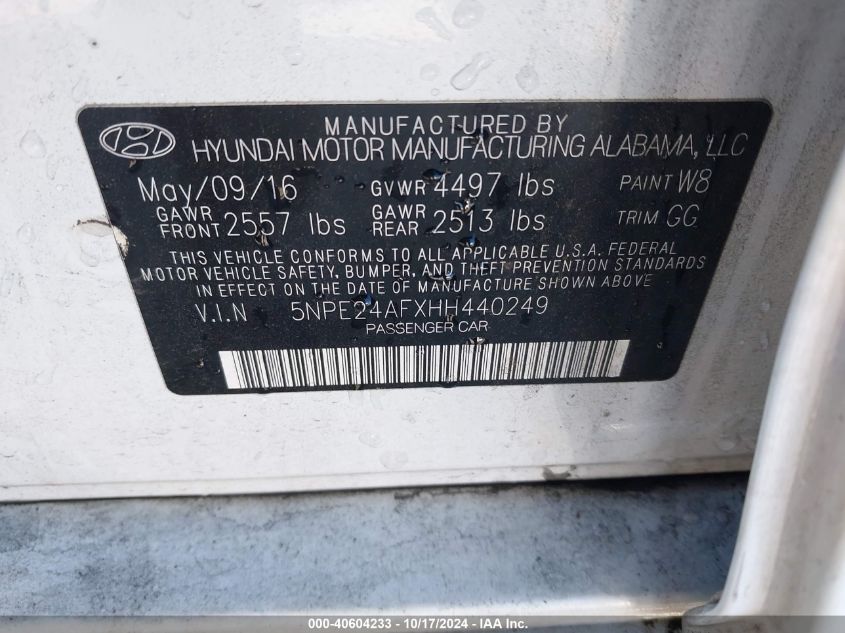 MANUFACTURED BY
HYUNDAI MOTOR MANUFACTURING ALABAMA, LLC
May/09/16 GVWR 4497 lbs PAINT W8
GAWR FRONT 2557 lbs GAWR REAR 2513 lbs TRIM GG
THIS VEHICLE CONFORMS TO ALL APPLICABLE U.S.A. FEDERAL
MOTOR VEHICLE SAFETY, BUMPER, AND THEFT PREVENTION STANDARDS
IN EFFECT ON THE DATE OF MANUFACTURE SHOWN ABOVE
V.I.N 5NPE24AFXHH440249
PASSENGER CAR
000-40604233 - 10/17/2024 - IAA Inc.